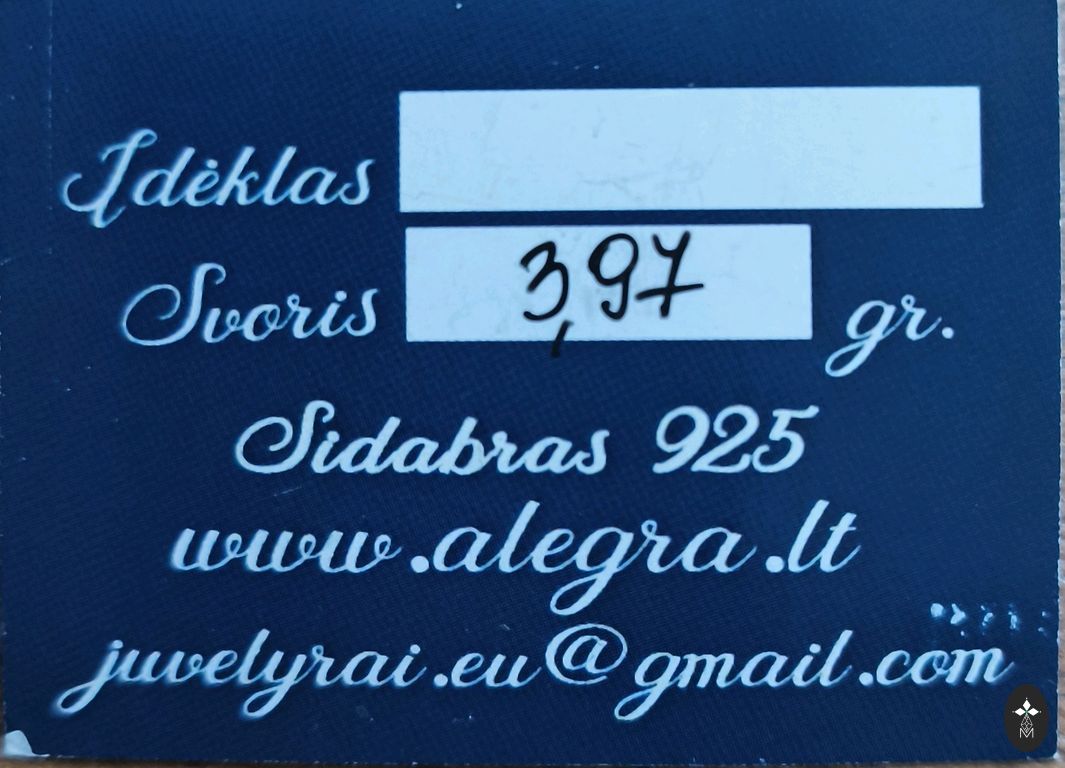 Įdėklas
Svoris 3,97 gr.
Sidabras 925
www.alegra.lt
juvelyrai.eu@gmail.com
M